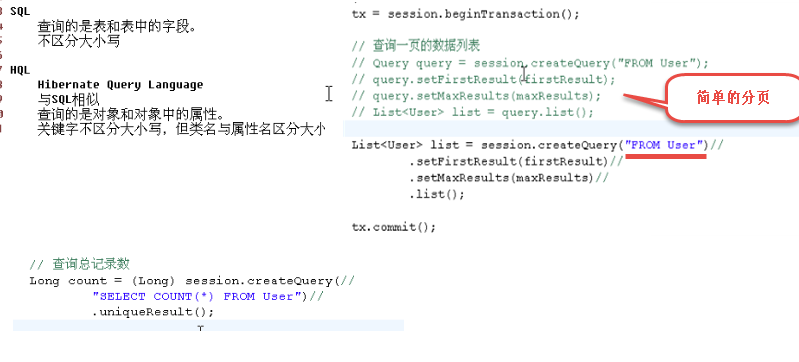 SQL
查询的是表和表中的字段。
不区分大小写
HQL
Hibernate Query Language
与SQL相似
查询的是对象和对象中的属性。
关键字不区分大小写，但类名与属性名区分大小
// 查询总记录数
Long count = (Long) session.createQuery(//
"SELECT COUNT(*) FROM User")//
.uniqueResult();
tx = session.beginTransaction();
// 查询一页的数据列表
// Query query = session.createQuery("FROM User");
// query.setFirstResult(firstResult);
// query.setMaxResults(maxResults);
// List<User> list = query.list();
简单的分页
List<User> list = session.createQuery("FROM User")//
.setFirstResult(firstResult)//
.setMaxResults(maxResults)//
.list();
tx.commit();